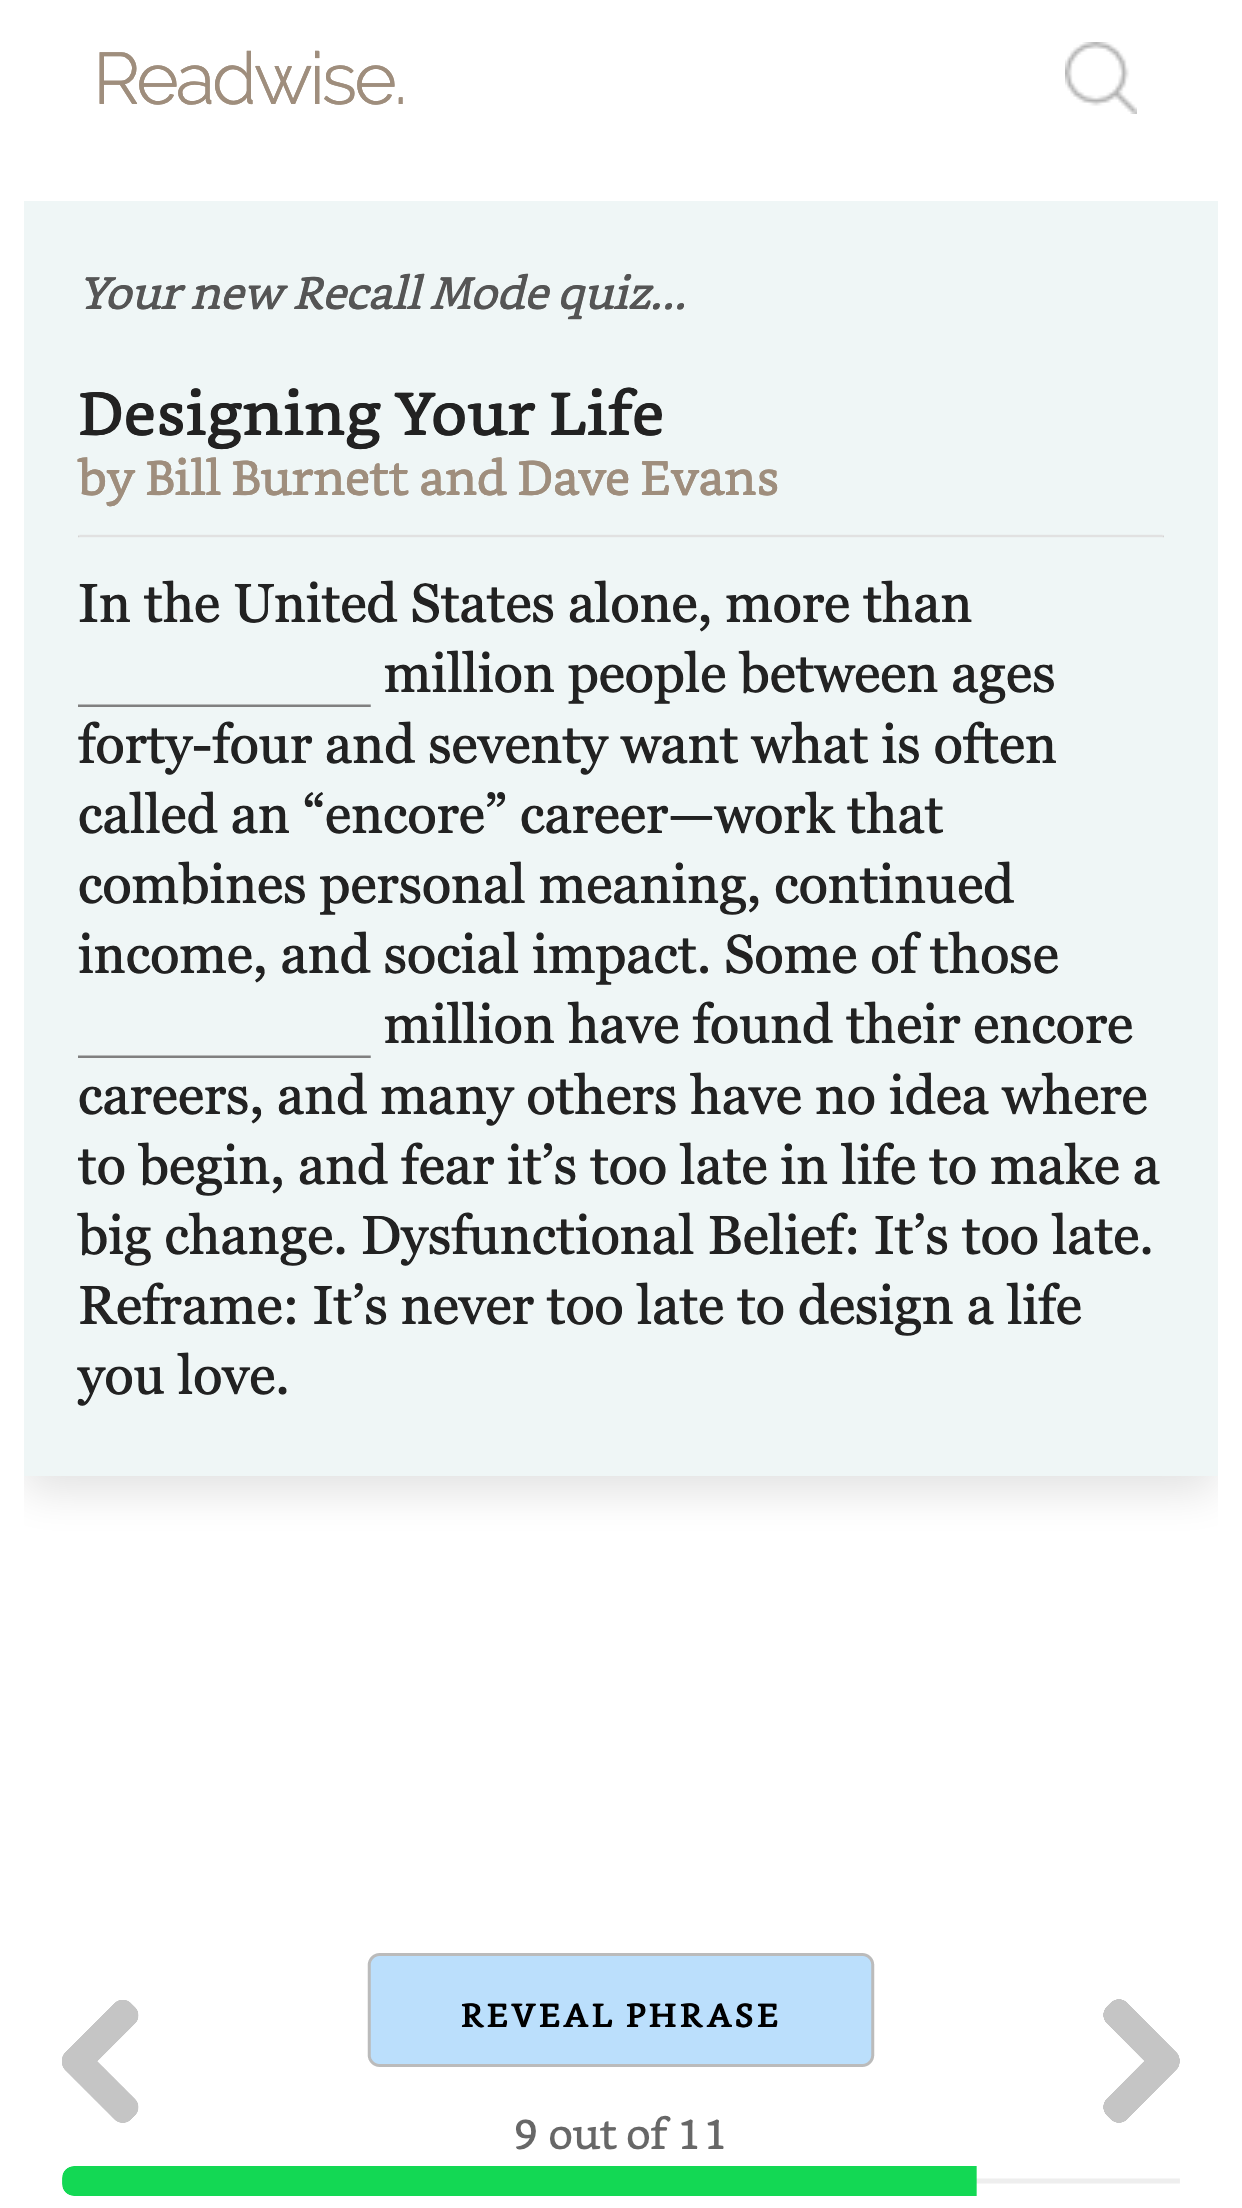 Readwise.
Your new Recall Mode quiz...
Designing Your Life
by Bill Burnett and Dave Evans
In the United States alone, more than
____________ million people between ages
forty-four and seventy want what is often
called an “encore” career—work that
combines personal meaning, continued
income, and social impact. Some of those
____________ million have found their encore
careers, and many others have no idea where
to begin, and fear it’s too late in life to make a
big change. Dysfunctional Belief: It’s too late.
Reframe: It’s never too late to design a life
you love.
REVEAL PHRASE
9 out of 11